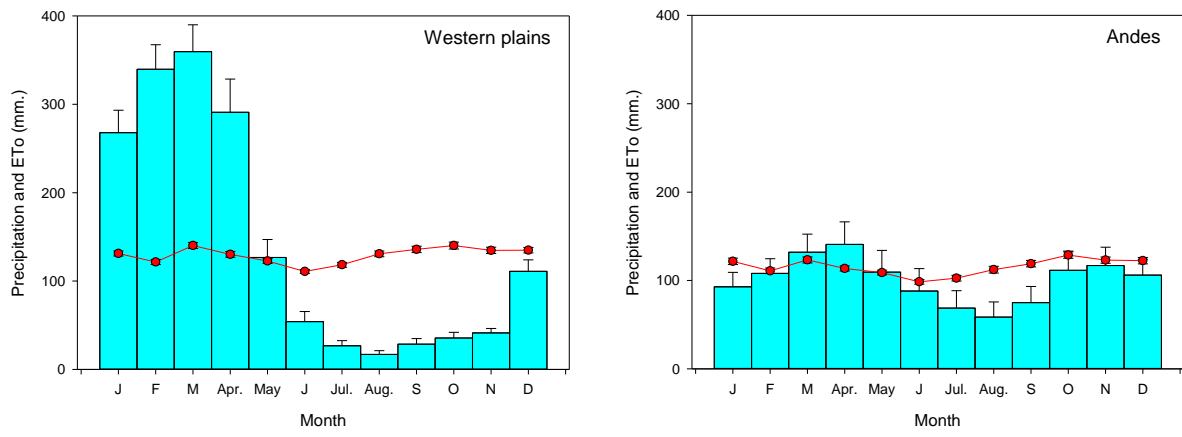 Western plains
Precipitation and ETo (mm.)
400
300
200
100
0
J F M Apr. May J Jul. Aug. S O N D
Month
Andes
Precipitation and ETo (mm.)
400
300
200
100
0
J F M Apr. May J Jul. Aug. S O N D
Month